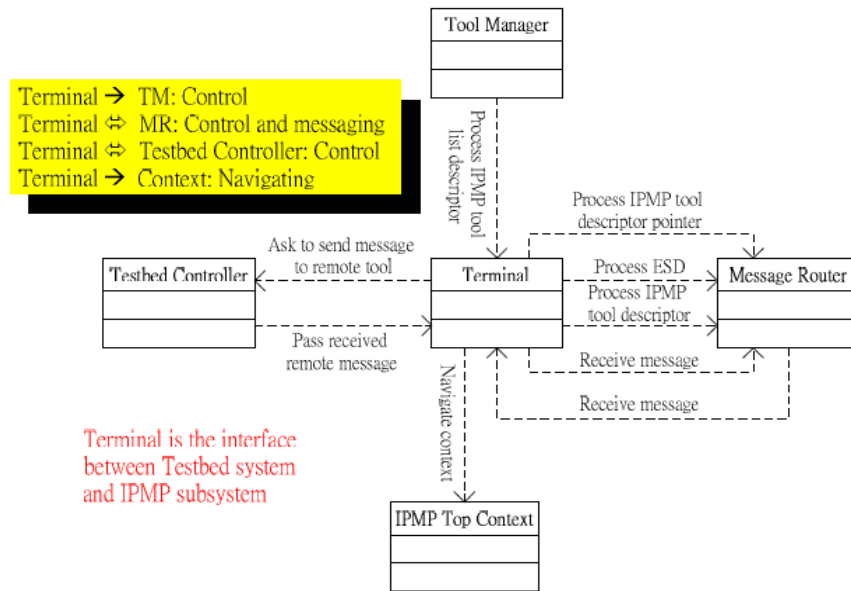 Tool Manager
Terminal → TM: Control
Terminal ⇔ MR: Control and messaging
Terminal ⇔ Testbed Controller: Control
Terminal → Context: Navigating
Process IPMP tool
list descriptor
Process IPMP tool
descriptor pointer
Ask to send message
to remote tool
Testbed Controller
Terminal
Process ESD
Message Router
Process IPMP
tool descriptor
Pass received
remote message
Receive message
Receive message
Navigate context
Terminal is the interface
between Testbed system
and IPMP subsystem
IPMP Top Context